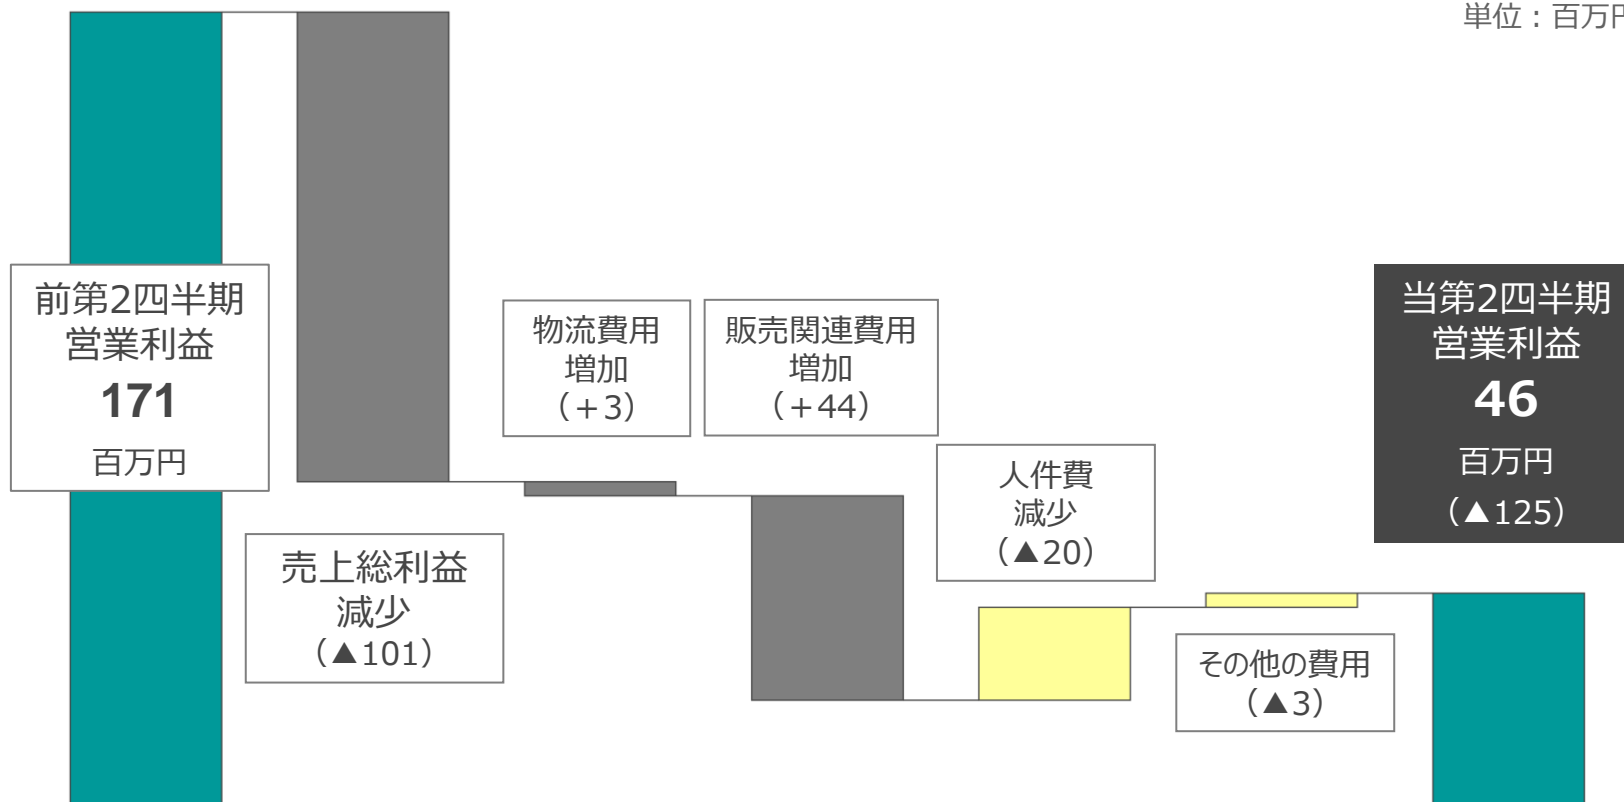 単位：百万円
前第2四半期
営業利益
171
百万円
売上総利益
減少
（▲101）
物流費用
増加
（＋3）
販売関連費用
増加
（＋44）
人件費
減少
（▲20）
その他の費用
（▲3）
当第2四半期
営業利益
46
百万円
（▲125）